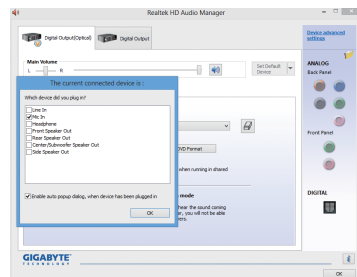 Realtek HD Audio Manager
Digital Output(Optical)
Digital Output
Device advanced settings
Main Volume
L
R
Set Default Device
ANALOG
Back Panel
The current connected device is :
Which device did you plug in?
Line In
Mic In
Headphone
Front Speaker Out
Rear Speaker Out
Center/Subwoofer Speaker Out
Side Speaker Out
Enable auto popup dialog, when device has been plugged in
OK
DVD Format
when running in shared
mode
hear the sound coming
er, you will not be able
Front Panel
DIGITAL
GIGABYTE
TECHNOLOGY
OK